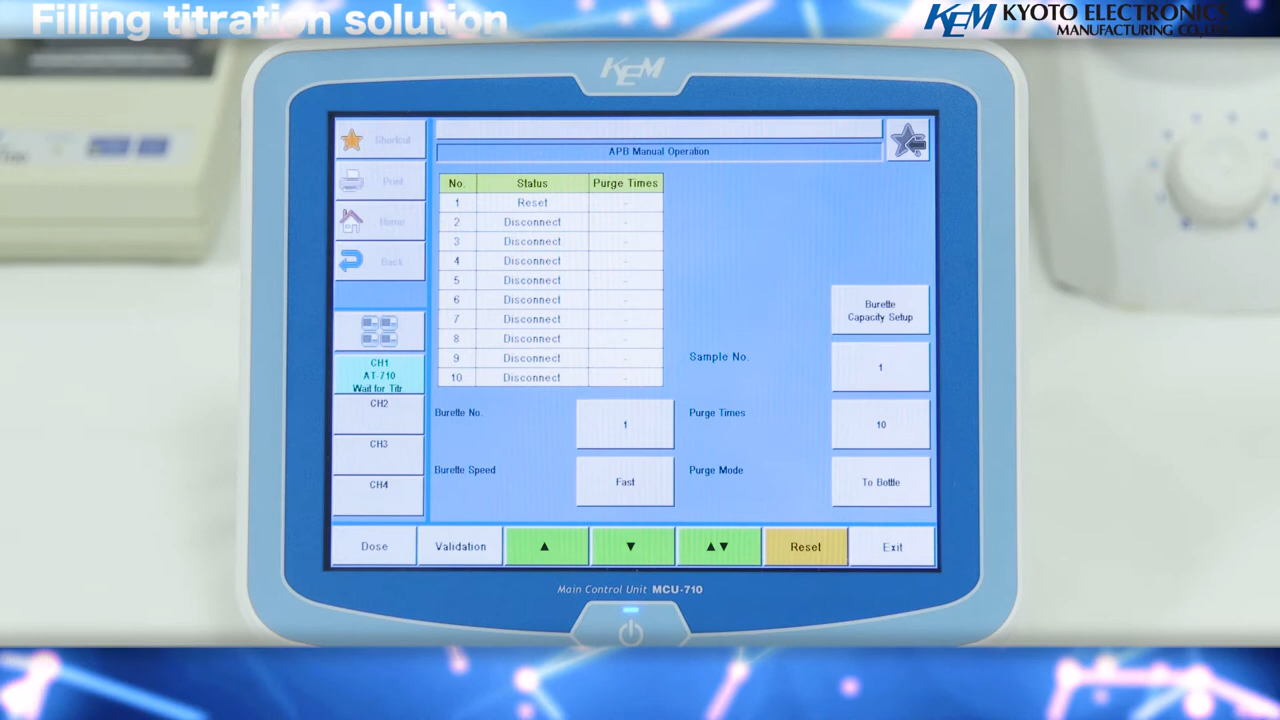 Filling titration solution
KEM KYOTO ELECTRONICS
MANUFACTURING CO., LTD.
KEM
Shortcut
Print
Home
Back
CH1
AT-710
Wait for Titr
CH2
CH3
CH4
APB Manual Operation
No. Status Purge Times
1 Reset -
2 Disconnect -
3 Disconnect -
4 Disconnect -
5 Disconnect -
6 Disconnect -
7 Disconnect -
8 Disconnect -
9 Disconnect -
10 Disconnect -
Burette
Capacity Setup
Sample No. 1
Burette No. 1 Purge Times 10
Burette Speed Fast Purge Mode To Bottle
Dose Validation ▲ ▼ ▲▼ Reset Exit
Main Control Unit MCU-710